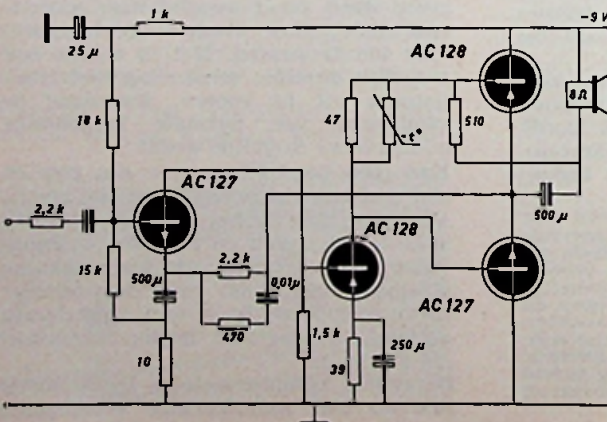 1 k
-9 V
25 µ
AC 128
18 k
47
-t°
510
8 Ω
AC 127
2,2 k
500 µ
AC 128
15 k
500 µ
2,2 k
0,01 µ
AC 127
470
1,5 k
250 µ
10
39